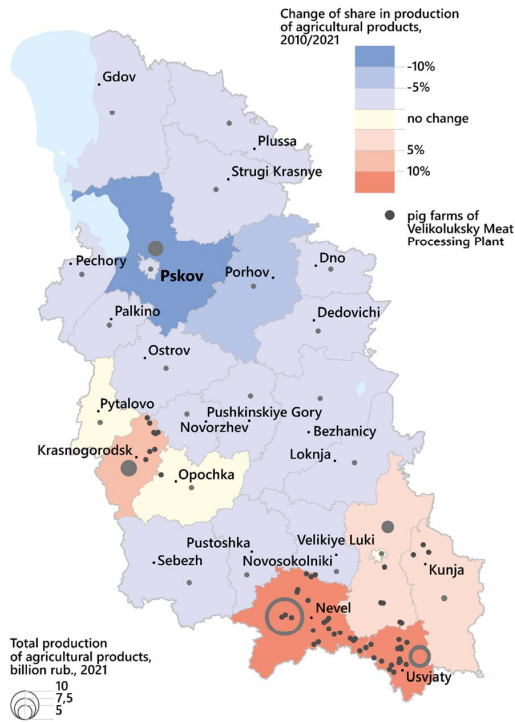 Change of share in production
of agricultural products,
2010/2021
-10%
-5%
no change
5%
10%
pig farms of
Velikoluksky Meat
Processing Plant
Gdov
Plussa
Strugi Krasnye
Pechory
Pskov
Porhov
Dno
Palkino
Dedovichi
Ostrov
Pytalovo
Pushkinskiye Gory
Novorzhev
Bezhanicy
Krasnogorodsk
Loknja
Opochka
Pustoshka
Velikiye Luki
Sebezh
Novosokolniki
Kunja
Nevel
Usvjaty
Total production
of agricultural products,
billion rub., 2021
10
7,5
5